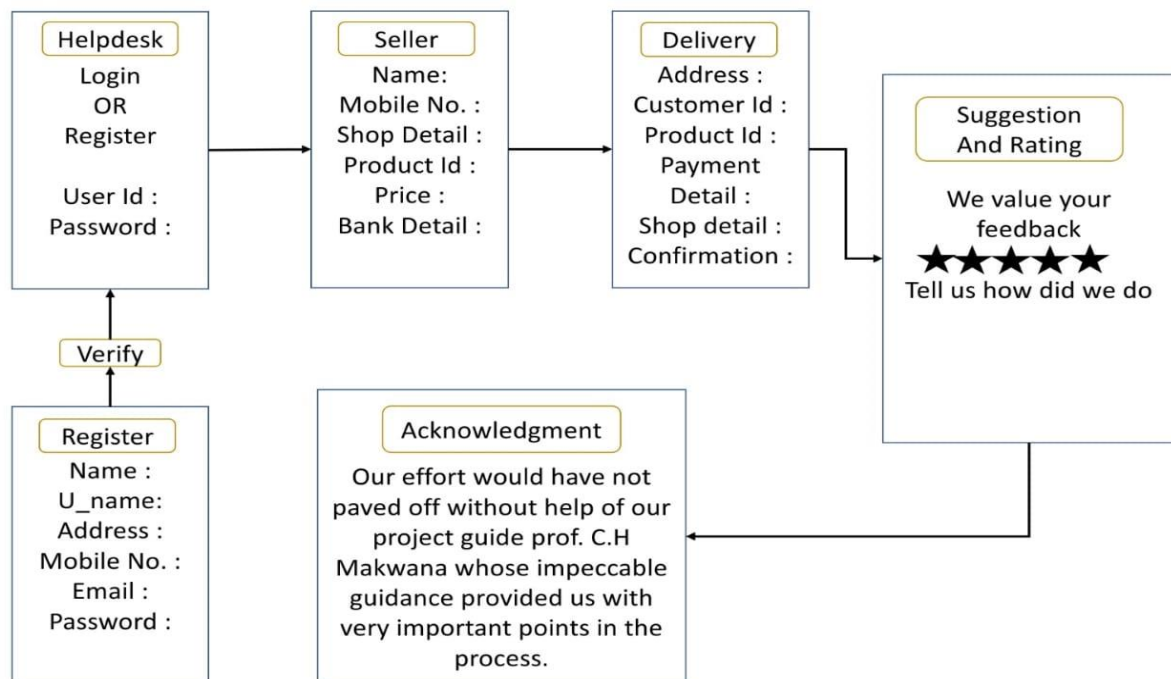 Helpdesk
Login
OR
Register
User Id :
Password :
Seller
Name:
Mobile No. :
Shop Detail :
Product Id :
Price :
Bank Detail :
Delivery
Address :
Customer Id :
Product Id :
Payment
Detail :
Shop detail :
Confirmation :
Suggestion
And Rating
We value your
feedback
Tell us how did we do
Verify
Register
Name :
U_name:
Address :
Mobile No. :
Email :
Password :
Acknowledgment
Our effort would have not
paved off without help of our
project guide prof. C.H
Makwana whose impeccable
guidance provided us with
very important points in the
process.